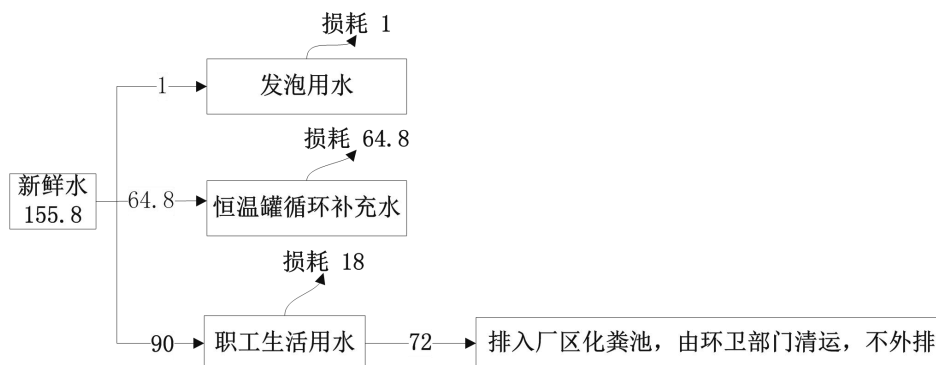 损耗 1
1
发泡用水
损耗 64.8
新鲜水
155.8
64.8
恒温罐循环补充水
损耗 18
90
职工生活用水
72
排入厂区化粪池，由环卫部门清运，不外排